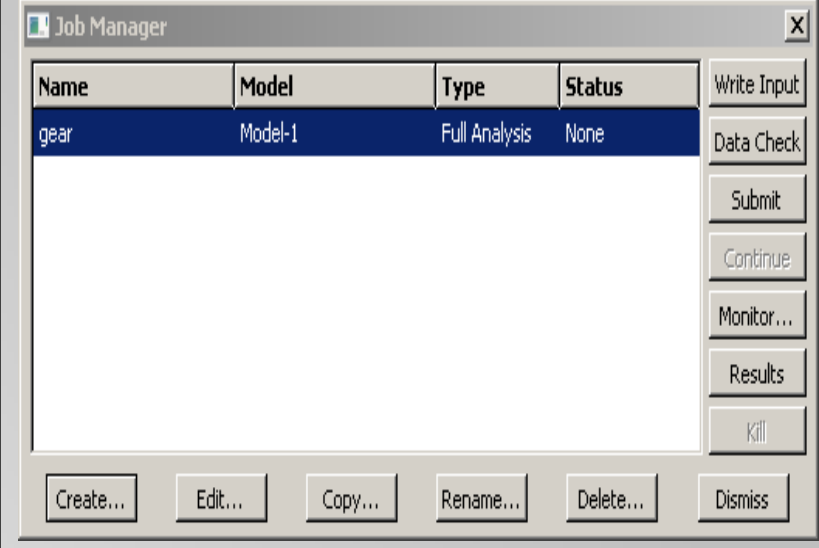 Job Manager
X
Name Model Type Status
gear Model-1 Full Analysis None
Write Input
Data Check
Submit
Continue
Monitor...
Results
Kill
Create... Edit... Copy... Rename... Delete... Dismiss